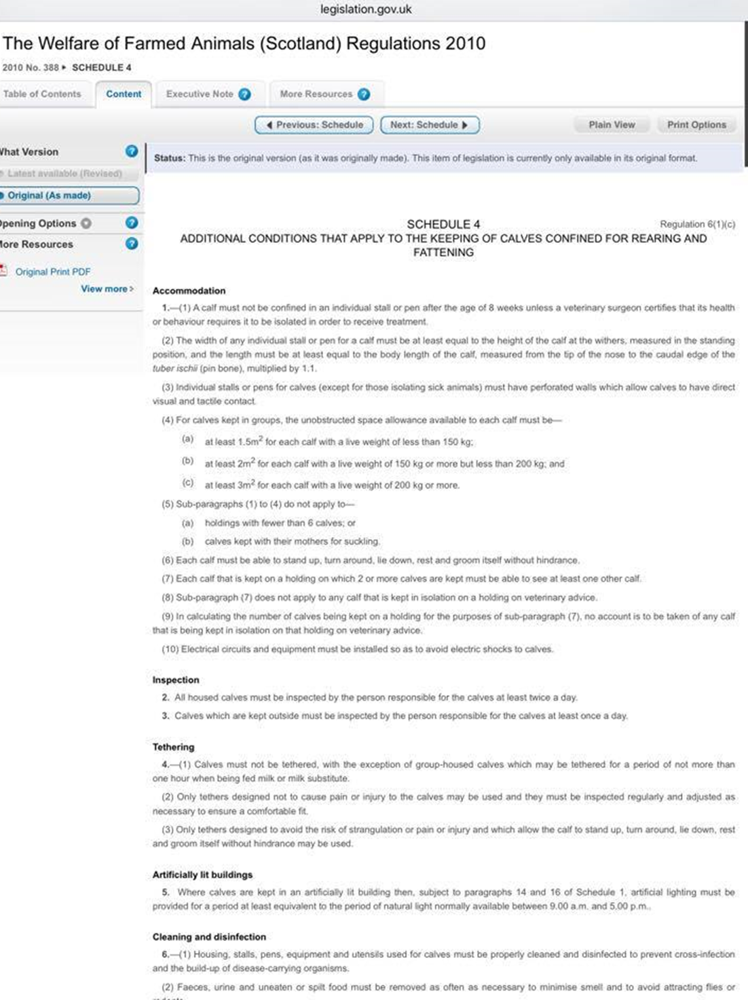 legislation.gov.uk
The Welfare of Farmed Animals (Scotland) Regulations 2010
2010 No. 388 ▸ SCHEDULE 4
Table of Contents
Content
Executive Note ?
More Resources ?
◀ Previous: Schedule
Next: Schedule ▶
Plain View
Print Options
What Version ?
Latest available (Revised)
Original (As made)
Opening Options ?
More Resources ?
Original Print PDF
View more >
Status: This is the original version (as it was originally made). This item of legislation is currently only available in its original format.
SCHEDULE 4
Regulation 6(1)(c)
ADDITIONAL CONDITIONS THAT APPLY TO THE KEEPING OF CALVES CONFINED FOR REARING AND
FATTENING
Accommodation
1.—(1) A calf must not be confined in an individual stall or pen after the age of 8 weeks unless a veterinary surgeon certifies that its health
or behaviour requires it to be isolated in order to receive treatment.
(2) The width of any individual stall or pen for a calf must be at least equal to the height of the calf at the withers, measured in the standing
position, and the length must be at least equal to the body length of the calf, measured from the tip of the nose to the caudal edge of the
tuber ischii (pin bone), multiplied by 1.1.
(3) Individual stalls or pens for calves (except for those isolating sick animals) must have perforated walls which allow calves to have direct
visual and tactile contact.
(4) For calves kept in groups, the unobstructed space allowance available to each calf must be—
(a) at least 1.5m² for each calf with a live weight of less than 150 kg;
(b) at least 2m² for each calf with a live weight of 150 kg or more but less than 200 kg; and
(c) at least 3m² for each calf with a live weight of 200 kg or more.
(5) Sub-paragraphs (1) to (4) do not apply to—
(a) holdings with fewer than 6 calves; or
(b) calves kept with their mothers for suckling.
(6) Each calf must be able to stand up, turn around, lie down, rest and groom itself without hindrance.
(7) Each calf that is kept on a holding on which 2 or more calves are kept must be able to see at least one other calf.
(8) Sub-paragraph (7) does not apply to any calf that is kept in isolation on a holding on veterinary advice.
(9) In calculating the number of calves being kept on a holding for the purposes of sub-paragraph (7), no account is to be taken of any calf
that is being kept in isolation on that holding on veterinary advice.
(10) Electrical circuits and equipment must be installed so as to avoid electric shocks to calves.
Inspection
2. All housed calves must be inspected by the person responsible for the calves at least twice a day.
3. Calves which are kept outside must be inspected by the person responsible for the calves at least once a day.
Tethering
4.—(1) Calves must not be tethered, with the exception of group-housed calves which may be tethered for a period of not more than
one hour when being fed milk or milk substitute.
(2) Only tethers designed not to cause pain or injury to the calves may be used and they must be inspected regularly and adjusted as
necessary to ensure a comfortable fit.
(3) Only tethers designed to avoid the risk of strangulation or pain or injury and which allow the calf to stand up, turn around, lie down, rest
and groom itself without hindrance may be used.
Artificially lit buildings
5. Where calves are kept in an artificially lit building then, subject to paragraphs 14 and 16 of Schedule 1, artificial lighting must be
provided for a period at least equivalent to the period of natural light normally available between 9.00 a.m. and 5.00 p.m..
Cleaning and disinfection
6.—(1) Housing, stalls, pens, equipment and utensils used for calves must be properly cleaned and disinfected to prevent cross-infection
and the build-up of disease-carrying organisms.
(2) Faeces, urine and uneaten or spilt food must be removed as often as necessary to minimise smell and to avoid attracting flies or